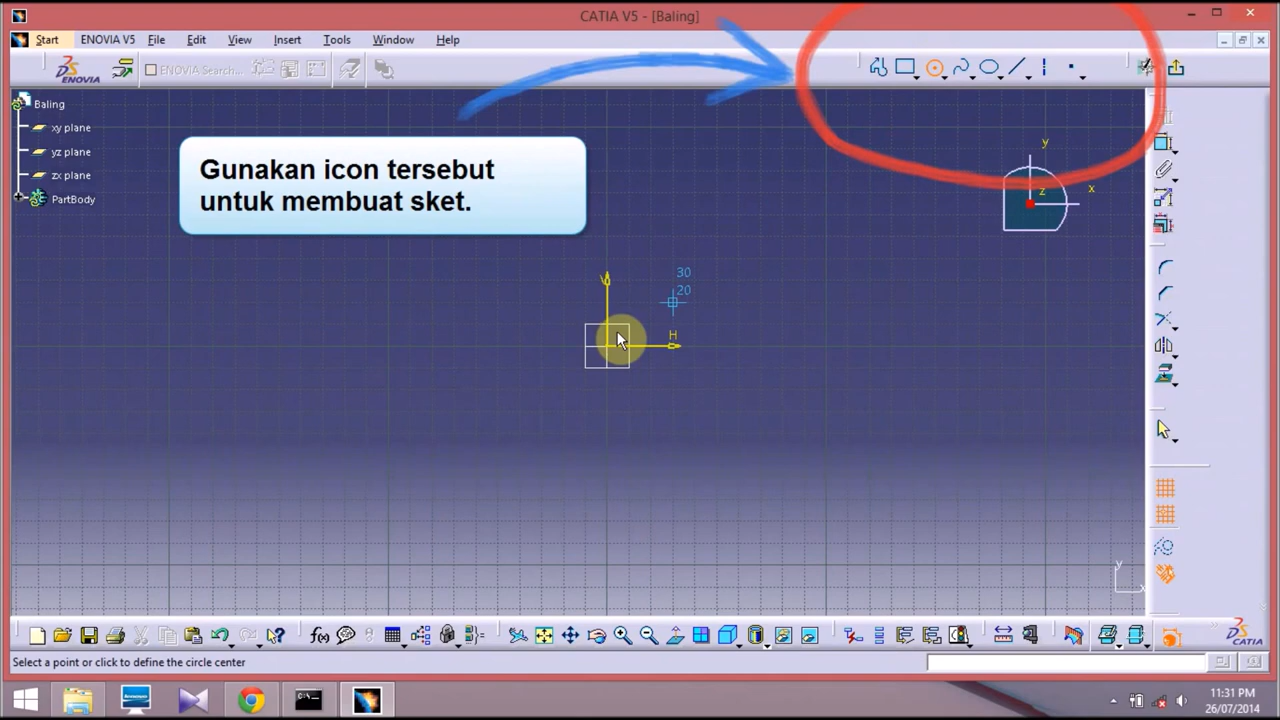 CATIA V5 - [Baling]
Start ENOVIA V5 File Edit View Insert Tools Window Help
ENOVIA
ENOVIA Search...
Baling
xy plane
yz plane
zx plane
PartBody
Gunakan icon tersebut
untuk membuat sket.
y
x
z
30
20
V
H
y
x
f(x)
CATIA
Select a point or click to define the circle center
11:31 PM
26/07/2014